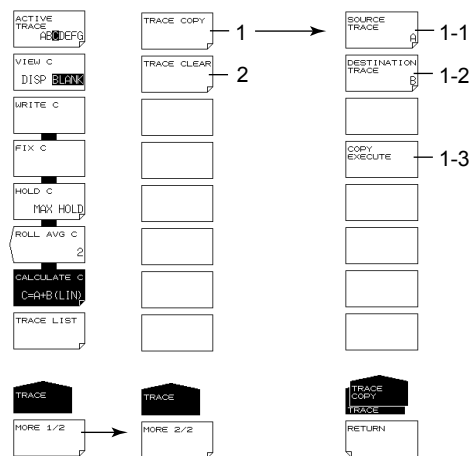 ACTIVE
TRACE
ABCDEFG
VIEW C
DISP BLANK
WRITE C
FIX C
HOLD C
MAX HOLD
ROLL AVG C
2
CALCULATE C
C=A+B(LIN)
TRACE LIST
TRACE
MORE 1/2
TRACE COPY
1
TRACE CLEAR
2
TRACE
MORE 2/2
SOURCE
TRACE
A
1-1
DESTINATION
TRACE
B
1-2
COPY
EXECUTE
1-3
TRACE
COPY
TRACE
RETURN